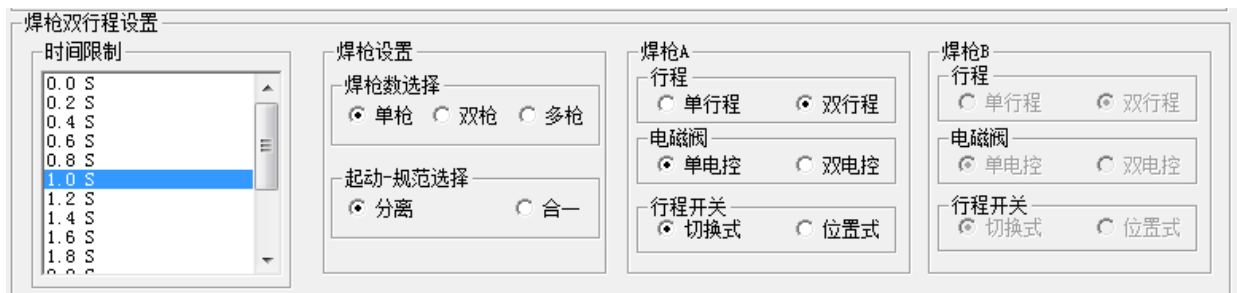 焊枪双行程设置
时间限制
0.0 S
0.2 S
0.4 S
0.6 S
0.8 S
1.0 S
1.2 S
1.4 S
1.6 S
1.8 S
焊枪设置
焊枪数选择
单枪 双枪 多枪
起动-规范选择
分离 合一
焊枪A
行程
单行程 双行程
电磁阀
单电控 双电控
行程开关
切换式 位置式
焊枪B
行程
单行程 双行程
电磁阀
单电控 双电控
行程开关
切换式 位置式